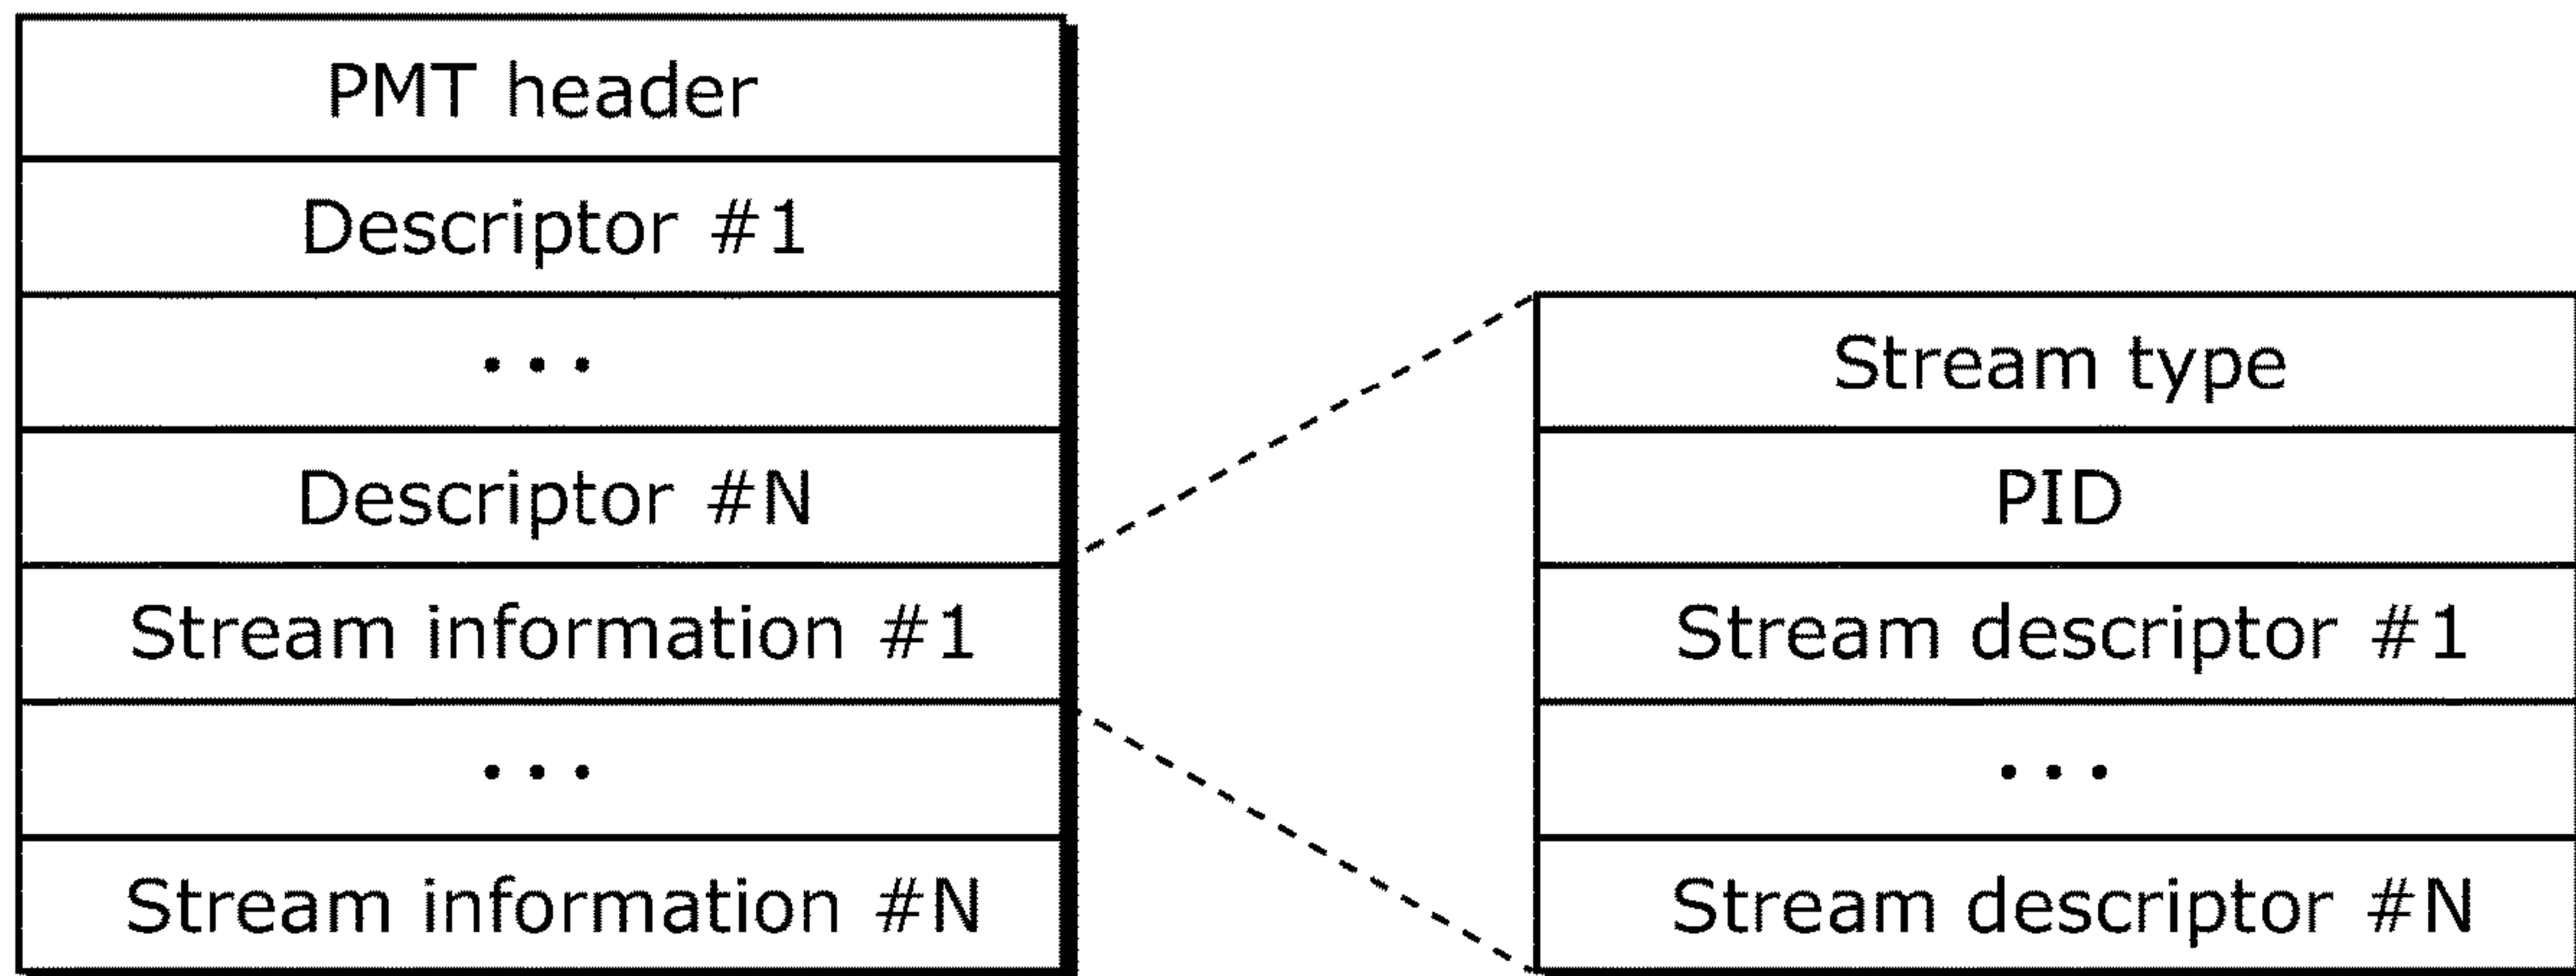 PMT header
Descriptor #1
...
Descriptor #N
Stream information #1
...
Stream information #N
Stream type
PID
Stream descriptor #1
...
Stream descriptor #N